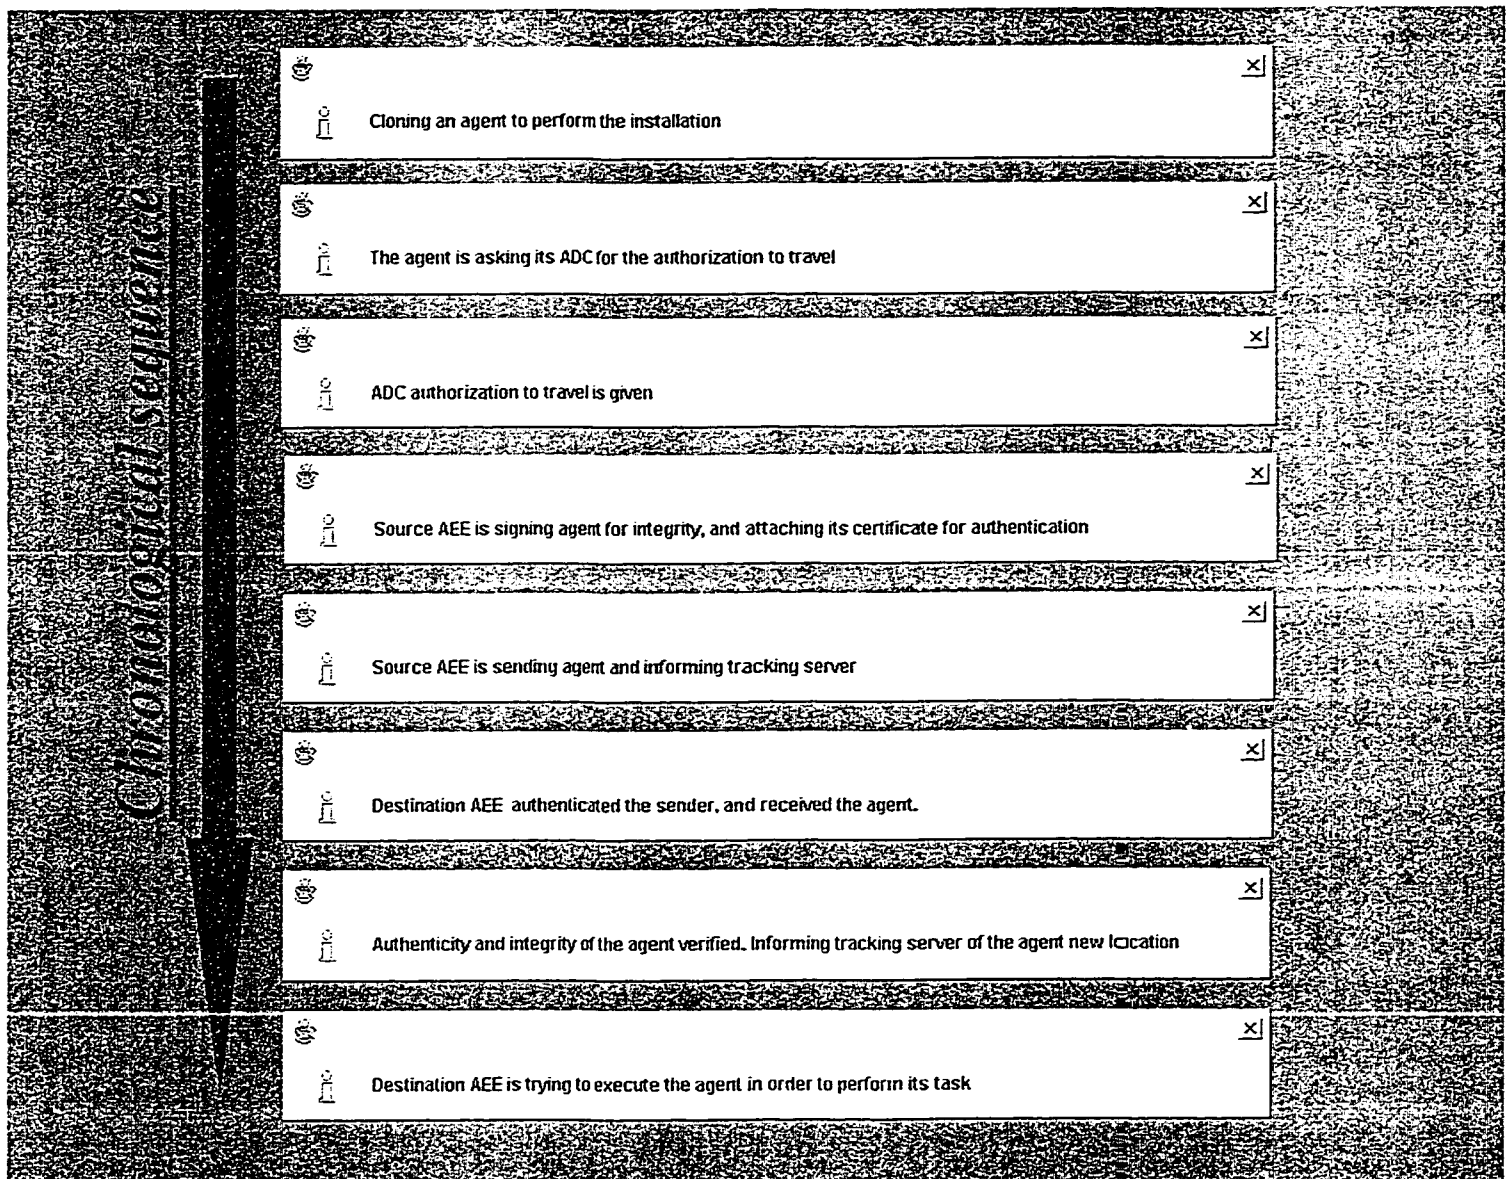 Chronological sequence
Cloning an agent to perform the installation
The agent is asking its ADC for the authorization to travel
ADC authorization to travel is given
Source AEE is signing agent for integrity, and attaching its certificate for authentication
Source AEE is sending agent and informing tracking server
Destination AEE authenticated the sender, and received the agent.
Authenticity and integrity of the agent verified. Informing tracking server of the agent new location
Destination AEE is trying to execute the agent in order to perform its task